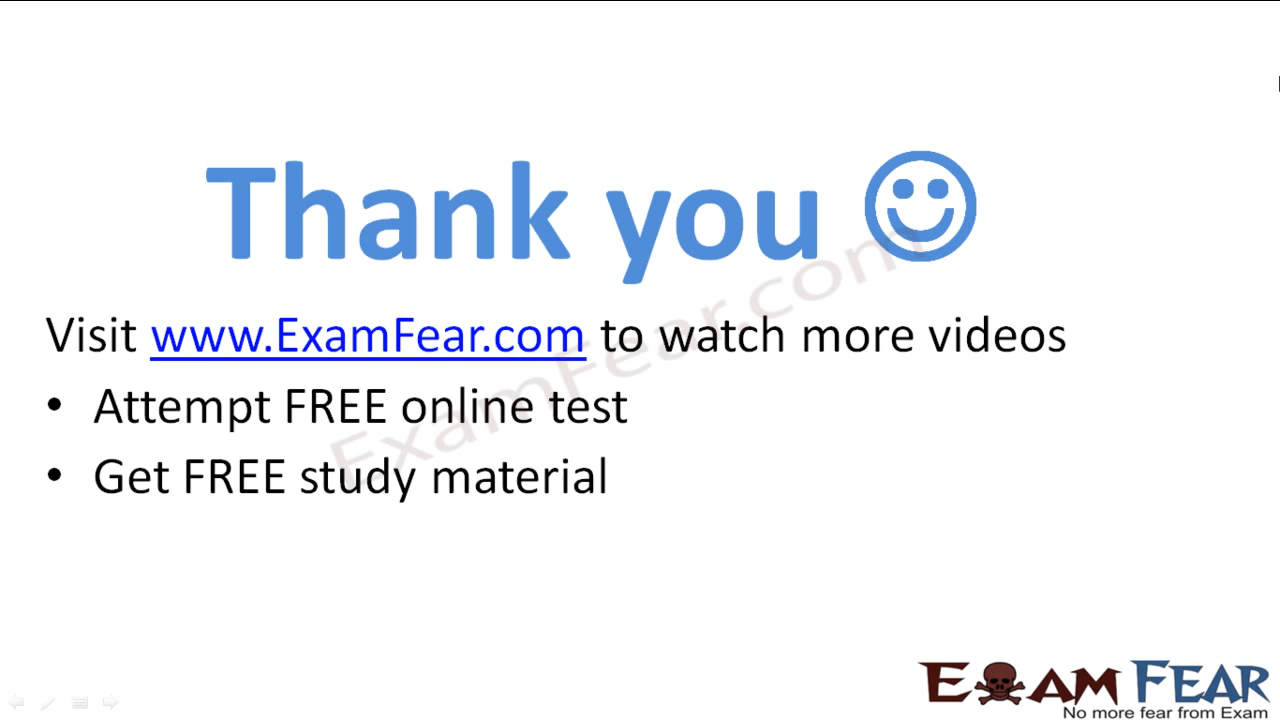 Thank you ☺
Visit www.ExamFear.com to watch more videos
• Attempt FREE online test
• Get FREE study material
ExamFear.com
EXAM FEAR
No more fear from Exam